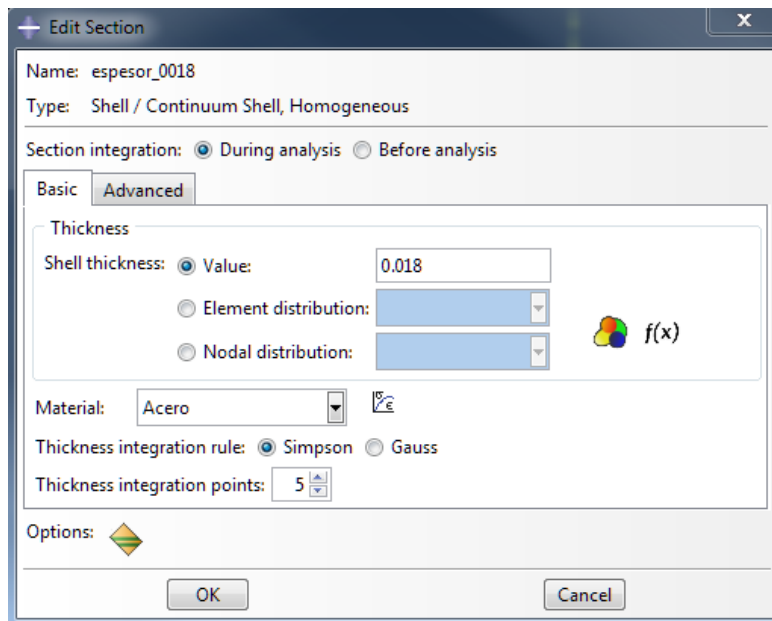 Edit Section
X
Name: espesor_0018
Type: Shell / Continuum Shell, Homogeneous
Section integration: During analysis Before analysis
Basic Advanced
Thickness
Shell thickness: Value: 0.018
Element distribution:
Nodal distribution:
f(x)
Material: Acero
σ ε
Thickness integration rule: Simpson Gauss
Thickness integration points: 5
Options:
OK Cancel